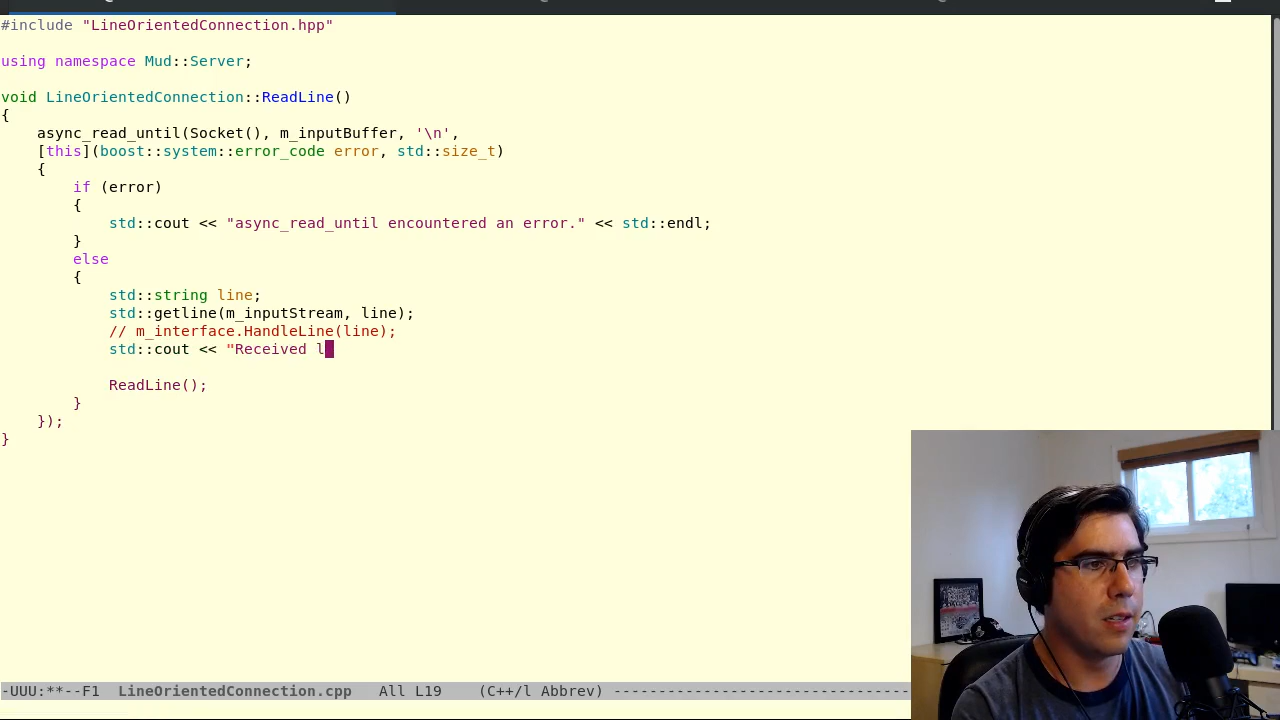 #include "LineOrientedConnection.hpp"
using namespace Mud::Server;
void LineOrientedConnection::ReadLine()
{
    async_read_until(Socket(), m_inputBuffer, '\n',
    [this](boost::system::error_code error, std::size_t)
    {
        if (error)
        {
            std::cout << "async_read_until encountered an error." << std::endl;
        }
        else
        {
            std::string line;
            std::getline(m_inputStream, line);
            // m_interface.HandleLine(line);
            std::cout << "Received l
            ReadLine();
        }
    });
}
-UUU:**--F1  LineOrientedConnection.cpp   All L19    (C++/l Abbrev) ---------------------------------